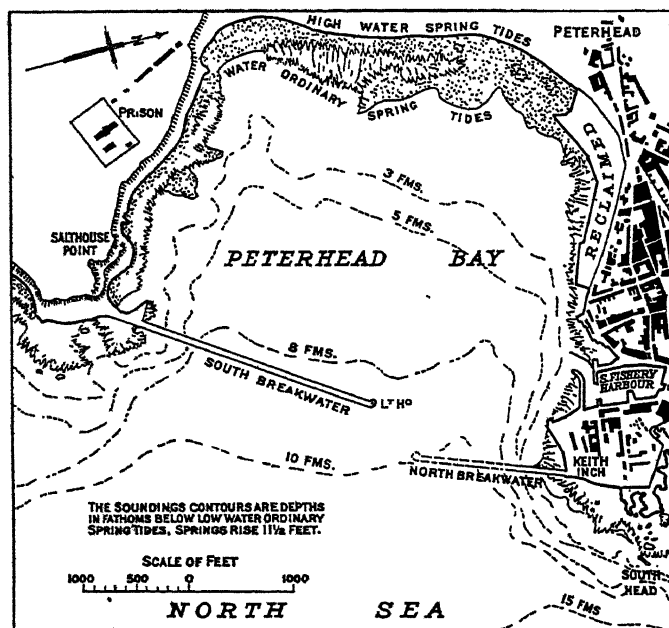 HIGH WATER SPRING TIDES
PETERHEAD
N
WATER ORDINARY
SPRING TIDES
PRISON
RECLAIMED
3 FMS.
5 FMS.
SALTHOUSE
POINT
PETERHEAD BAY
8 FMS.
SOUTH BREAKWATER
LT HO
S. FISHERY
HARBOUR
KEITH
INCH
10 FMS.
NORTH BREAKWATER
THE SOUNDINGS CONTOURS ARE DEPTHS
IN FATHOMS BELOW LOW WATER ORDINARY
SPRING TIDES, SPRINGS RISE 11½ FEET.
SCALE OF FEET
1000 500 0 1000
SOUTH
HEAD
NORTH SEA
15 FMS.